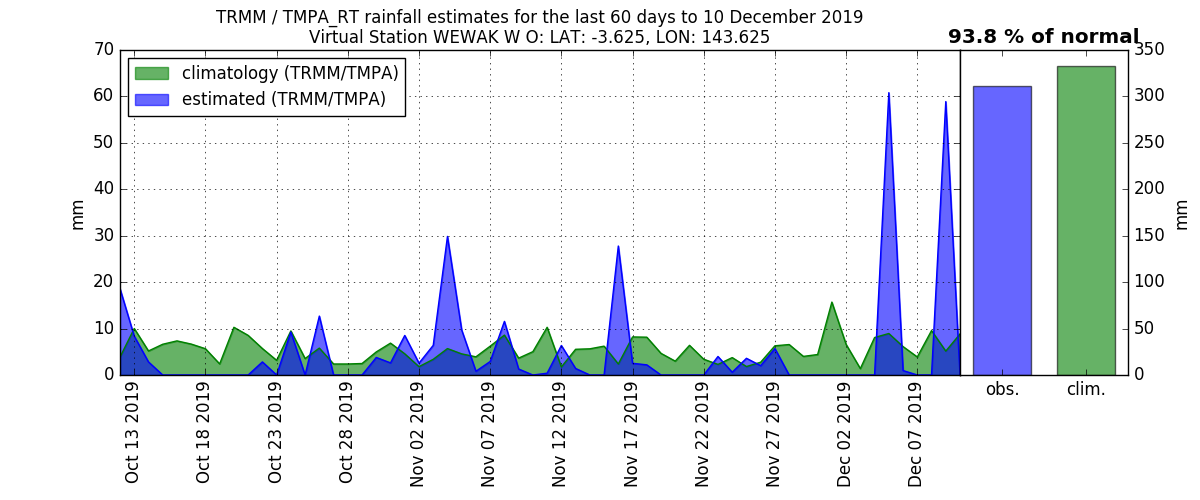 TRMM / TMPA_RT rainfall estimates for the last 60 days to 10 December 2019
Virtual Station WEWAK W O: LAT: -3.625, LON: 143.625
93.8 % of normal
climatology (TRMM/TMPA)
estimated (TRMM/TMPA)
70
60
50
40
30
20
10
0
mm
350
300
250
200
150
100
50
0
mm
Oct 13 2019
Oct 18 2019
Oct 23 2019
Oct 28 2019
Nov 02 2019
Nov 07 2019
Nov 12 2019
Nov 17 2019
Nov 22 2019
Nov 27 2019
Dec 02 2019
Dec 07 2019
obs.
clim.